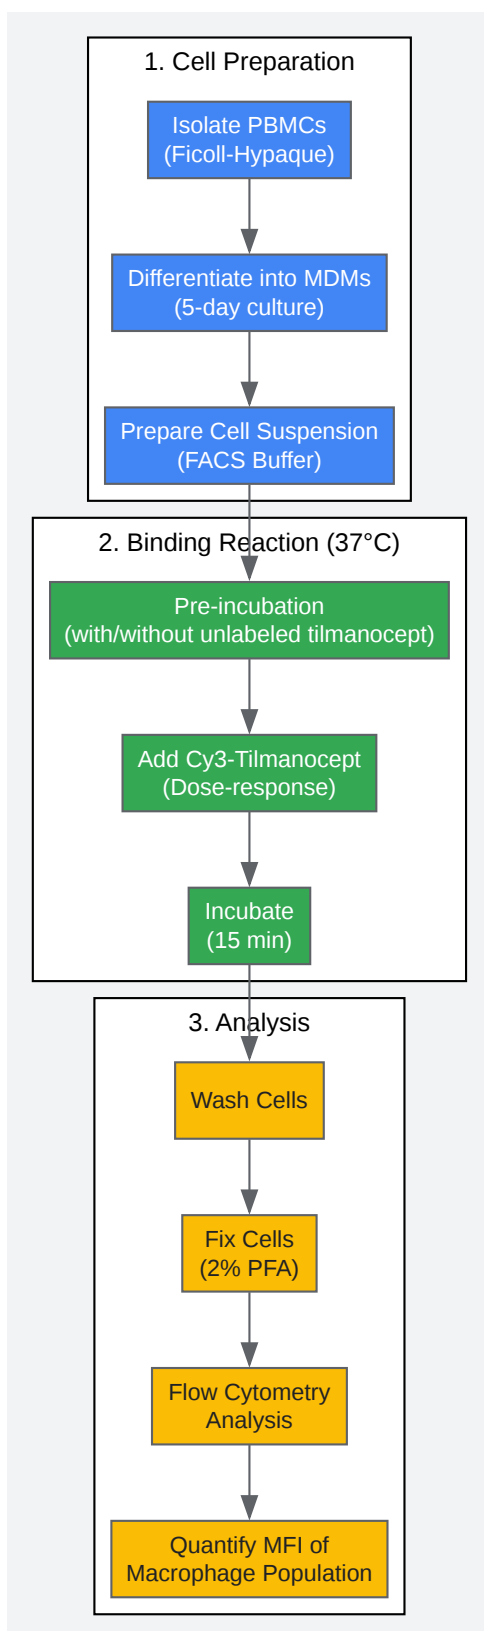 1. Cell Preparation
Isolate PBMCs
(Ficoll-Hypaque)
Differentiate into MDMs
(5-day culture)
Prepare Cell Suspension
(FACS Buffer)
2. Binding Reaction (37°C)
Pre-incubation
(with/without unlabeled tilmanocept)
Add Cy3-Tilmanocept
(Dose-response)
Incubate
(15 min)
3. Analysis
Wash Cells
Fix Cells
(2% PFA)
Flow Cytometry
Analysis
Quantify MFI of
Macrophage Population